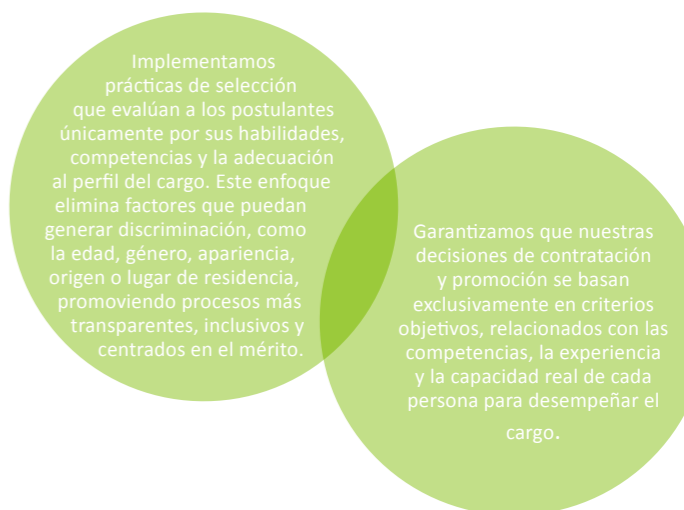 Implementamos
prácticas de selección
que evalúan a los postulantes
únicamente por sus habilidades,
competencias y la adecuación
al perfil del cargo. Este enfoque
elimina factores que puedan
generar discriminación, como
la edad, género, apariencia,
origen o lugar de residencia,
promoviendo procesos más
transparentes, inclusivos y
centrados en el mérito.
Garantizamos que nuestras
decisiones de contratación
y promoción se basan
exclusivamente en criterios
objetivos, relacionados con las
competencias, la experiencia
y la capacidad real de cada
persona para desempeñar el
cargo.